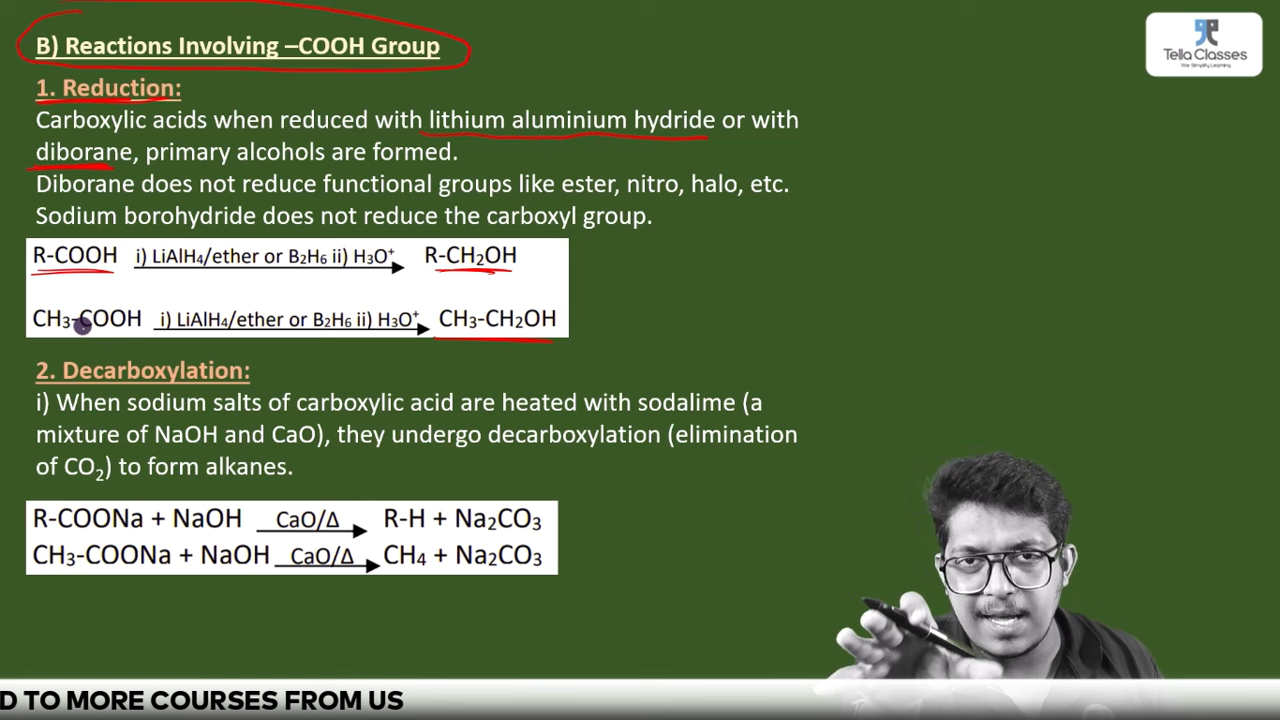 B) Reactions Involving –COOH Group
Tella Classes
We Simplify Learning
1. Reduction:
Carboxylic acids when reduced with lithium aluminium hydride or with
diborane, primary alcohols are formed.
Diborane does not reduce functional groups like ester, nitro, halo, etc.
Sodium borohydride does not reduce the carboxyl group.
R-COOH i) LiAlH₄/ether or B₂H₆ ii) H₃O⁺ R-CH₂OH
CH₃-COOH i) LiAlH₄/ether or B₂H₆ ii) H₃O⁺ CH₃-CH₂OH
2. Decarboxylation:
i) When sodium salts of carboxylic acid are heated with sodalime (a
mixture of NaOH and CaO), they undergo decarboxylation (elimination
of CO₂) to form alkanes.
R-COONa + NaOH CaO/Δ R-H + Na₂CO₃
CH₃-COONa + NaOH CaO/Δ CH₄ + Na₂CO₃
D TO MORE COURSES FROM US